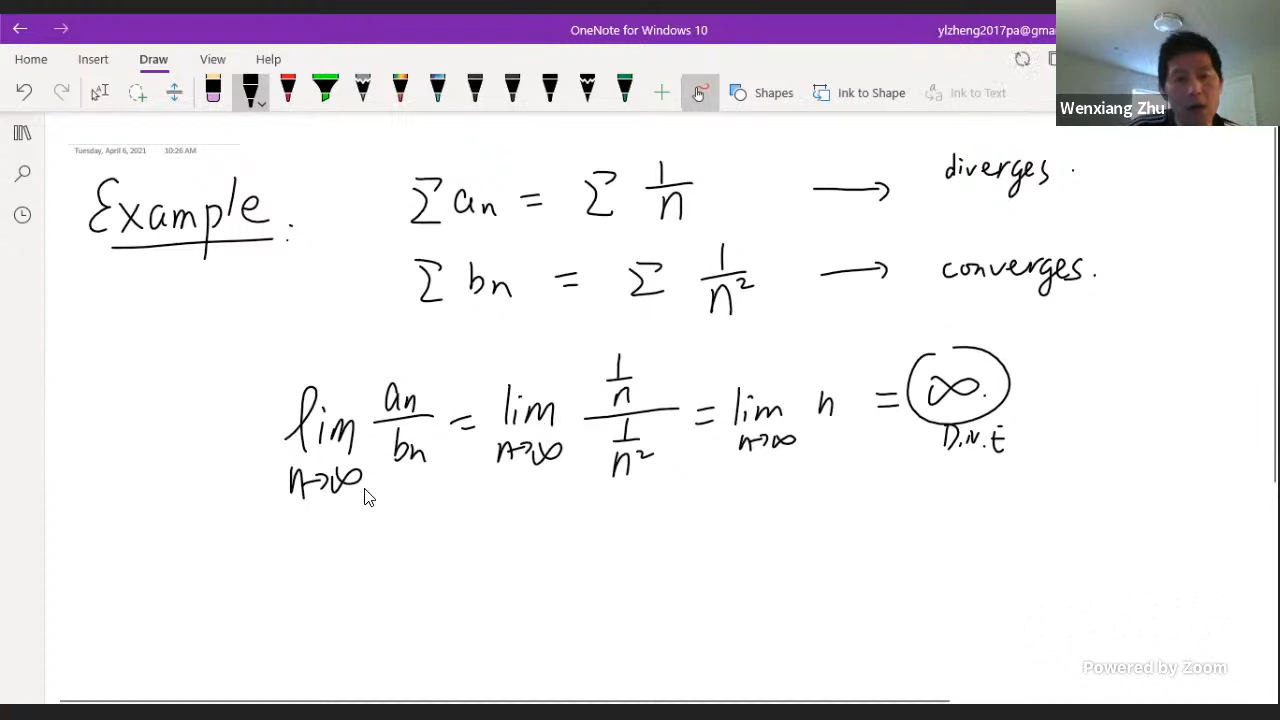 OneNote for Windows 10
ylzheng2017pa@gma
Home Insert Draw View Help
Shapes Ink to Shape Ink to Text
Wenxiang Zhu
Tuesday, April 6, 2021 10:26 AM
Example: ∑ an = ∑ 1/n → diverges.
∑ bn = ∑ 1/n² → converges.
lim n→∞ an/bn = lim n→∞ (1/n)/(1/n²) = lim n→∞ n = ∞.
D.N.E
Powered by Zoom